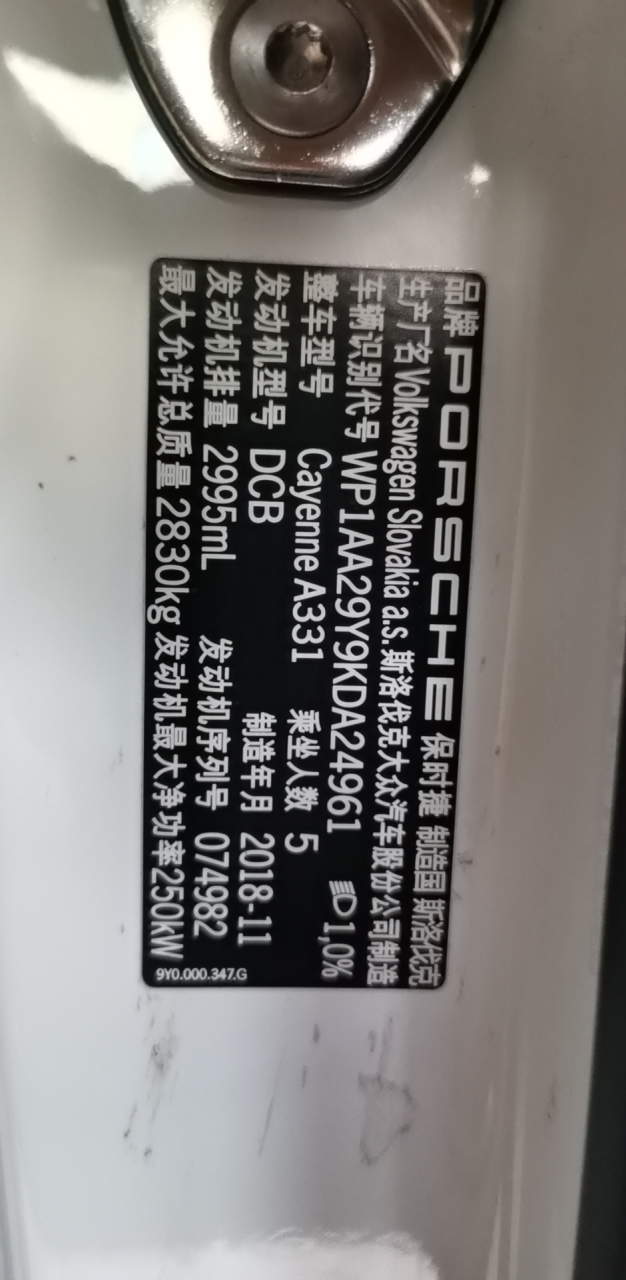 品牌 PORSCHE 保时捷 制造国 斯洛伐克
生产厂名 Volkswagen Slovakia a.s. 斯洛伐克大众汽车股份公司制造
车辆识别代号 WP1AA29Y9KDA24961 1,0%
整车型号 Cayenne A331 乘坐人数 5
发动机型号 DCB 制造年月 2018-11
发动机排量 2995mL 发动机序列号 074982
最大允许总质量 2830kg 发动机最大净功率250kW
9Y0.000.347.G